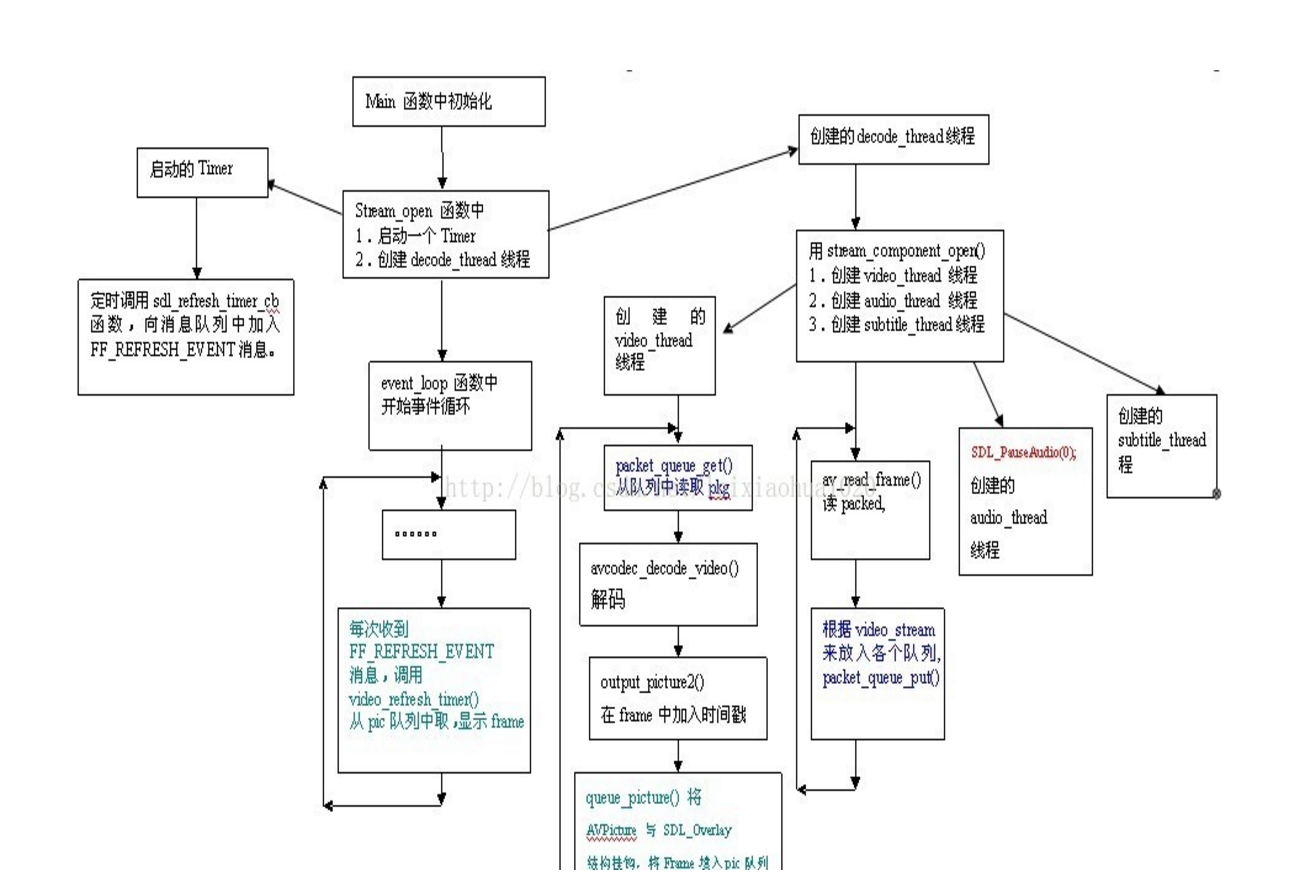 Main 函数中初始化
启动的 Timer
Stream_open 函数中
1．启动一个 Timer
2．创建 decode_thread 线程
创建的 decode_thread 线程
定时调用 sdl_refresh_timer_cb
函数，向消息队列中加入
FF_REFRESH_EVENT 消息。
event_loop 函数中
开始事件循环
。。。。。。
每次收到
FF_REFRESH_EVENT
消息，调用
video_refresh_timer()
从 pic 队列中取，显示 frame
创 建 的
video_thread
线程
packet_queue_get()
从队列中读取 pkg
avcodec_decode_video()
解码
output_picture2()
在 frame 中加入时间戳
queue_picture() 将
AVPicture 与 SDL_Overlay
结构挂钩，将 Frame 填入 pic 队列
用 stream_component_open()
1．创建 video_thread 线程
2．创建 audio_thread 线程
3．创建 subtitle_thread 线程
av_read_frame()
读 packed,
根据 video_stream
来放入各个队列,
packet_queue_put()
SDL_PauseAudio(0);
创建的
audio_thread
线程
创建的
subtitle_thread
程
http://blog.cs